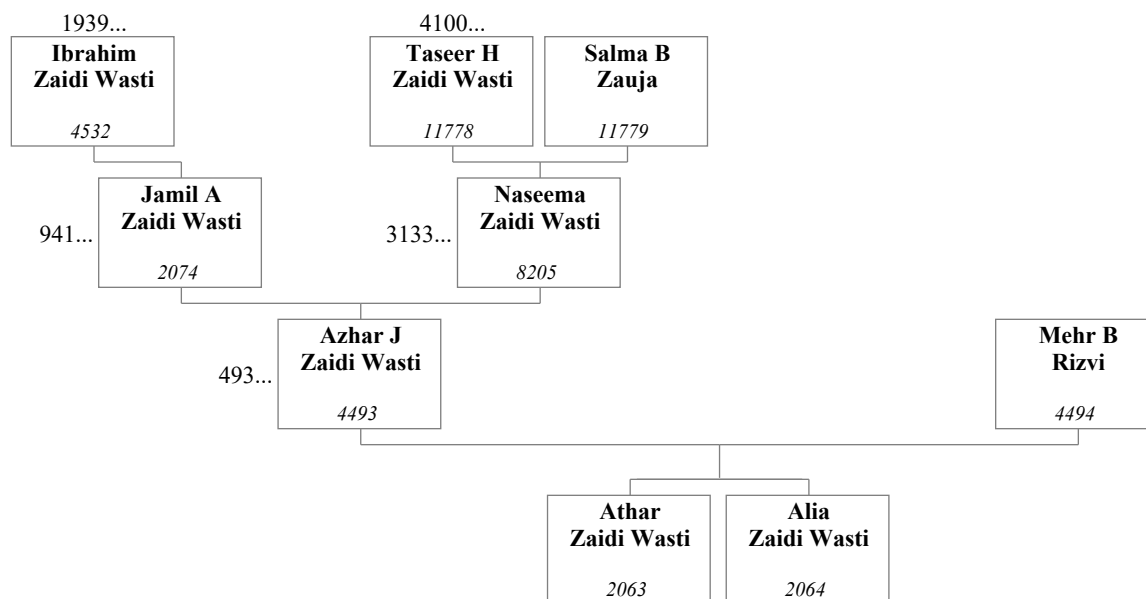 1939...
4100...
Ibrahim
Zaidi Wasti
4532
Taseer H
Zaidi Wasti
11778
Salma B
Zauja
11779
941...
Jamil A
Zaidi Wasti
2074
3133...
Naseema
Zaidi Wasti
8205
493...
Azhar J
Zaidi Wasti
4493
Mehr B
Rizvi
4494
Athar
Zaidi Wasti
2063
Alia
Zaidi Wasti
2064